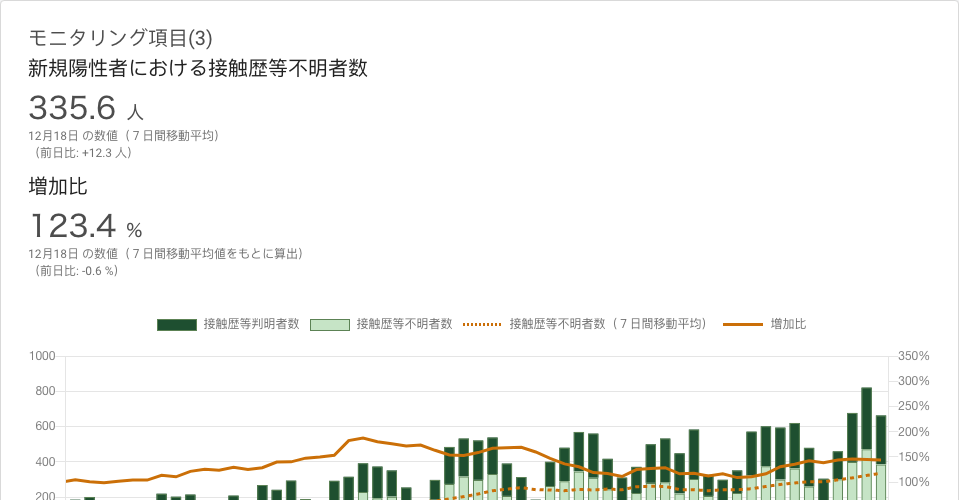 モニタリング項目(3)
新規陽性者における接触歴等不明者数
335.6 人
12月18日 の数値（７日間移動平均）
（前日比: +12.3 人）
増加比
123.4 %
12月18日 の数値（７日間移動平均値をもとに算出）
（前日比: -0.6 %）
接触歴等判明者数 接触歴等不明者数 接触歴等不明者数（７日間移動平均） 増加比
1000 350%
300%
800
250%
600 200%
400 150%
200 100%